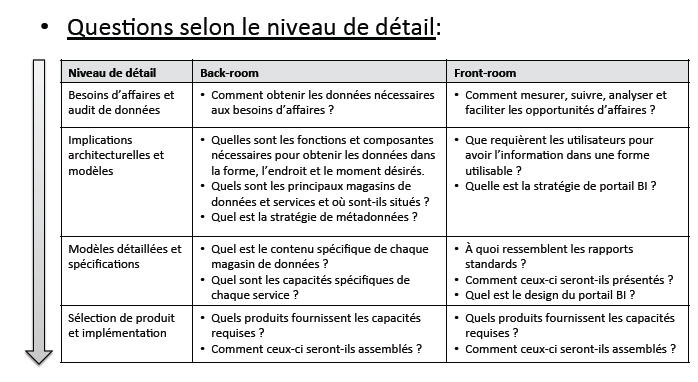 • Questions selon le niveau de détail:
Niveau de détail
Back-room
Front-room
Besoins d'affaires et
audit de données
• Comment obtenir les données nécessaires
aux besoins d'affaires ?
• Comment mesurer, suivre, analyser et
faciliter les opportunités d'affaires ?
Implications
architecturelles et
modèles
• Quelles sont les fonctions et composantes
nécessaires pour obtenir les données dans
la forme, l'endroit et le moment désirés.
• Quels sont les principaux magasins de
données et services et où sont-ils situés ?
• Quel est la stratégie de métadonnées ?
• Que requièrent les utilisateurs pour
avoir l'information dans une forme
utilisable ?
• Quelle est la stratégie de portail BI ?
Modèles détaillées et
spécifications
• Quel est le contenu spécifique de chaque
magasin de données ?
• Quel sont les capacités spécifiques de
chaque service ?
• À quoi ressemblent les rapports
standards ?
• Comment ceux-ci seront-ils présentés ?
• Quel est le design du portail BI ?
Sélection de produit
et implémentation
• Quels produits fournissent les capacités
requises ?
• Comment ceux-ci seront-ils assemblés ?
• Quels produits fournissent les capacités
requises ?
• Comment ceux-ci seront-ils assemblés ?